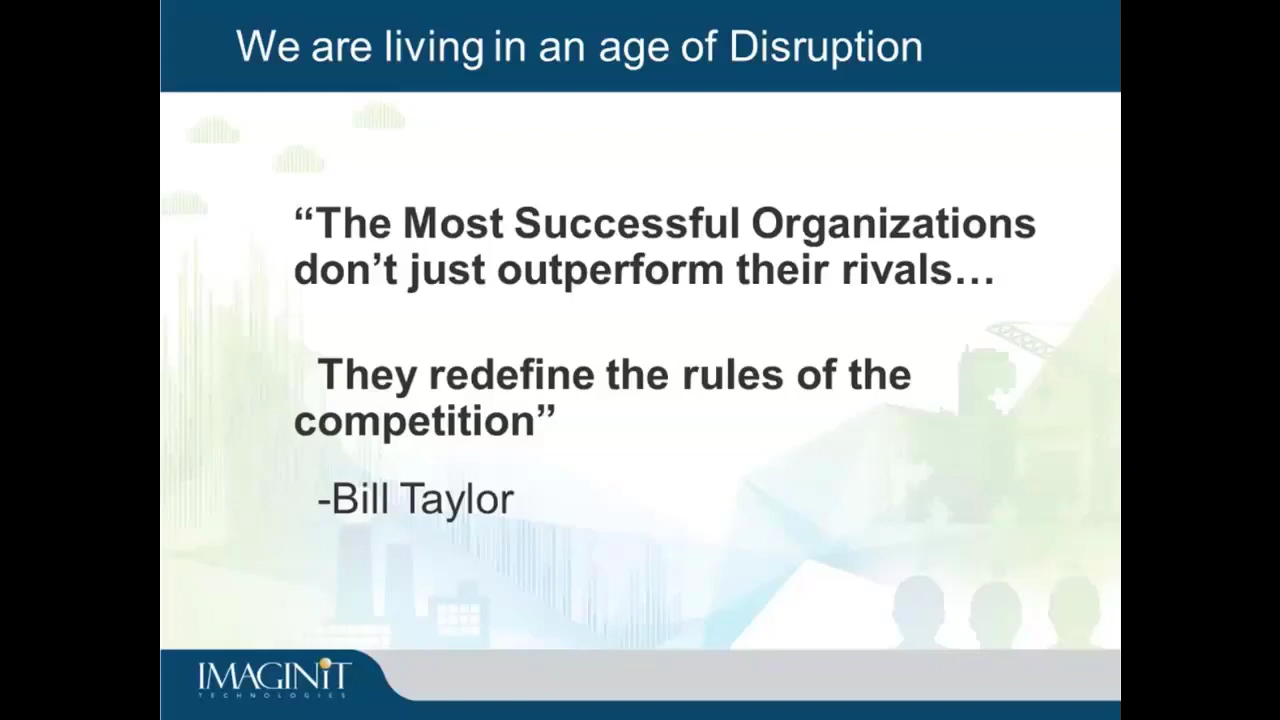 We are living in an age of Disruption
“The Most Successful Organizations
don’t just outperform their rivals…
They redefine the rules of the
competition”
-Bill Taylor
IMAGINiT
TECHNOLOGIES